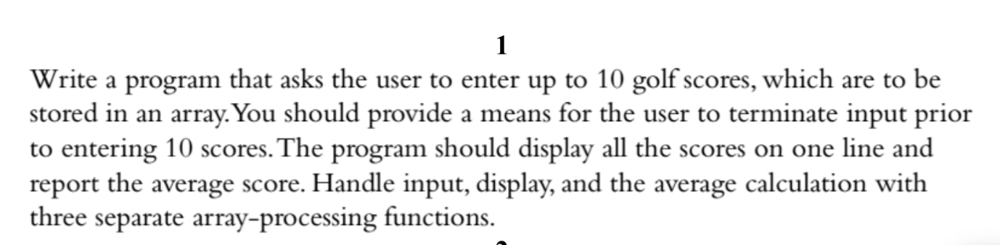 1
Write a program that asks the user to enter up to 10 golf scores, which are to be
stored in an array. You should provide a means for the user to terminate input prior
to entering 10 scores. The program should display all the scores on one line and
report the average score. Handle input, display, and the average calculation with
three separate array-processing functions.